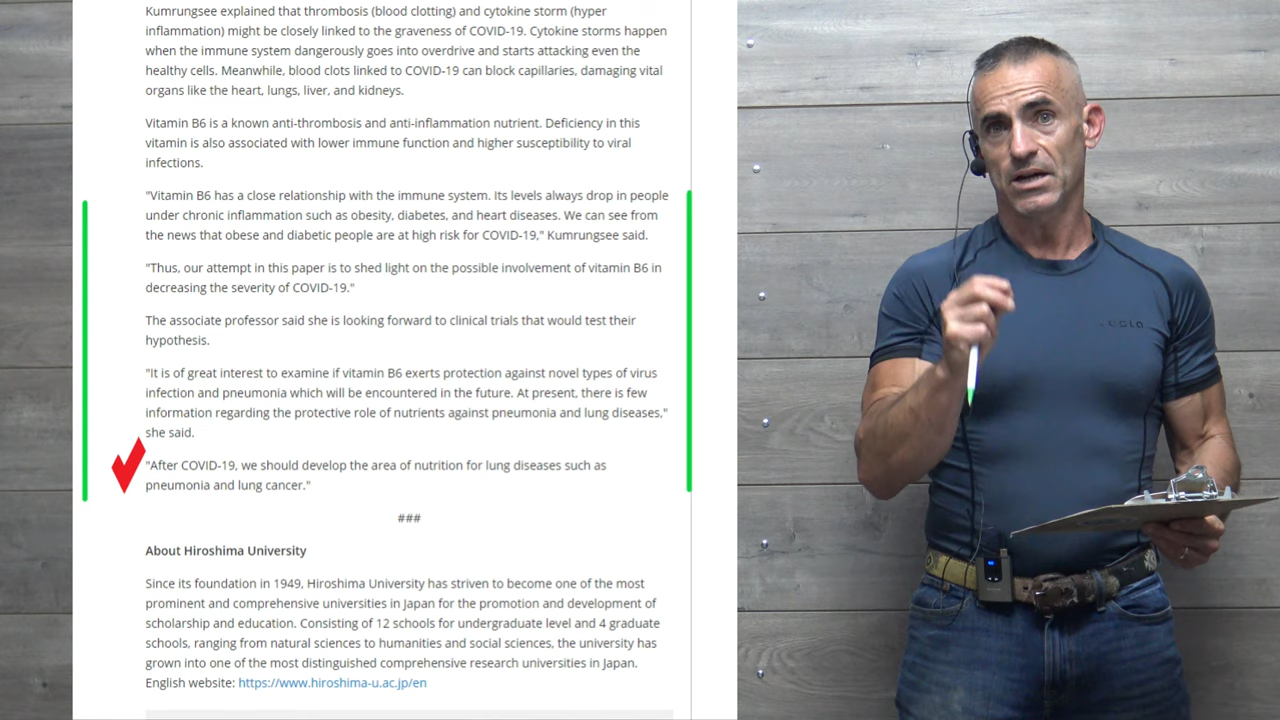 Kumrungsee explained that thrombosis (blood clotting) and cytokine storm (hyper
inflammation) might be closely linked to the graveness of COVID-19. Cytokine storms happen
when the immune system dangerously goes into overdrive and starts attacking even the
healthy cells. Meanwhile, blood clots linked to COVID-19 can block capillaries, damaging vital
organs like the heart, lungs, liver, and kidneys.
Vitamin B6 is a known anti-thrombosis and anti-inflammation nutrient. Deficiency in this
vitamin is also associated with lower immune function and higher susceptibility to viral
infections.
"Vitamin B6 has a close relationship with the immune system. Its levels always drop in people
under chronic inflammation such as obesity, diabetes, and heart diseases. We can see from
the news that obese and diabetic people are at high risk for COVID-19," Kumrungsee said.
"Thus, our attempt in this paper is to shed light on the possible involvement of vitamin B6 in
decreasing the severity of COVID-19."
The associate professor said she is looking forward to clinical trials that would test their
hypothesis.
"It is of great interest to examine if vitamin B6 exerts protection against novel types of virus
infection and pneumonia which will be encountered in the future. At present, there is few
information regarding the protective role of nutrients against pneumonia and lung diseases,"
she said.
"After COVID-19, we should develop the area of nutrition for lung diseases such as
pneumonia and lung cancer."
###
About Hiroshima University
Since its foundation in 1949, Hiroshima University has striven to become one of the most
prominent and comprehensive universities in Japan for the promotion and development of
scholarship and education. Consisting of 12 schools for undergraduate level and 4 graduate
schools, ranging from natural sciences to humanities and social sciences, the university has
grown into one of the most distinguished comprehensive research universities in Japan.
English website: https://www.hiroshima-u.ac.jp/en